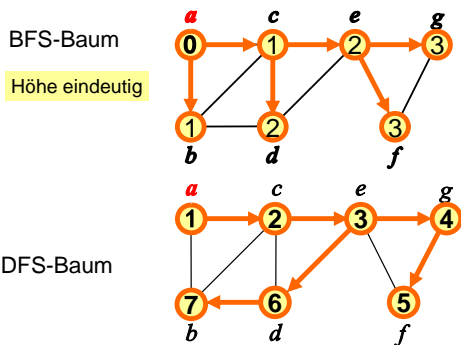 a c e g
BFS-Baum 0 1 2 3
Höhe eindeutig
1 2 3
b d f
a c e g
1 2 3 4
DFS-Baum
7 6 5
b d f